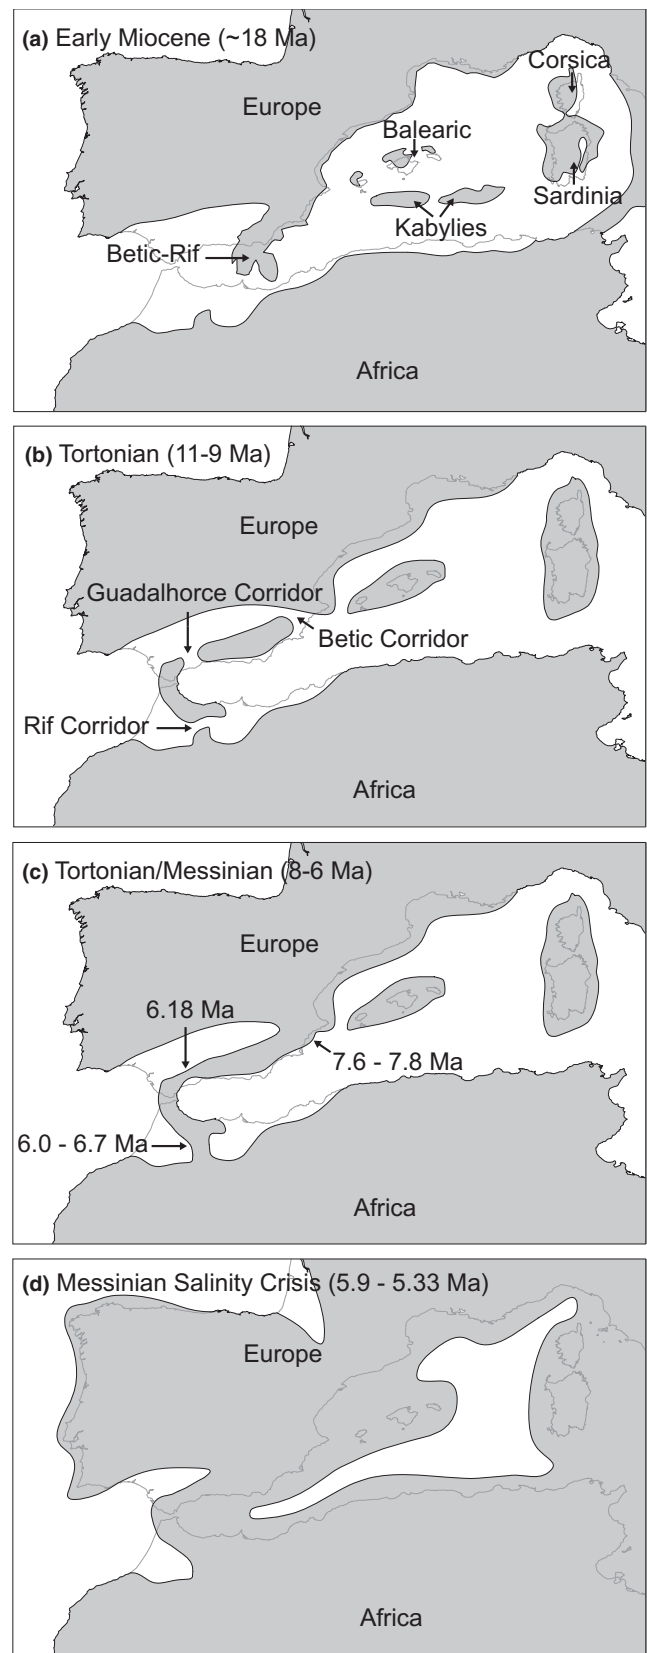 (a) Early Miocene (~18 Ma)
Corsica
Europe
Balearic
Sardinia
Kabylies
Betic-Rif
Africa
(b) Tortonian (11-9 Ma)
Europe
Guadalhorce Corridor
Betic Corridor
Rif Corridor
Africa
(c) Tortonian/Messinian (8-6 Ma)
Europe
6.18 Ma
7.6 - 7.8 Ma
6.0 - 6.7 Ma
Africa
(d) Messinian Salinity Crisis (5.9 - 5.33 Ma)
Europe
Africa